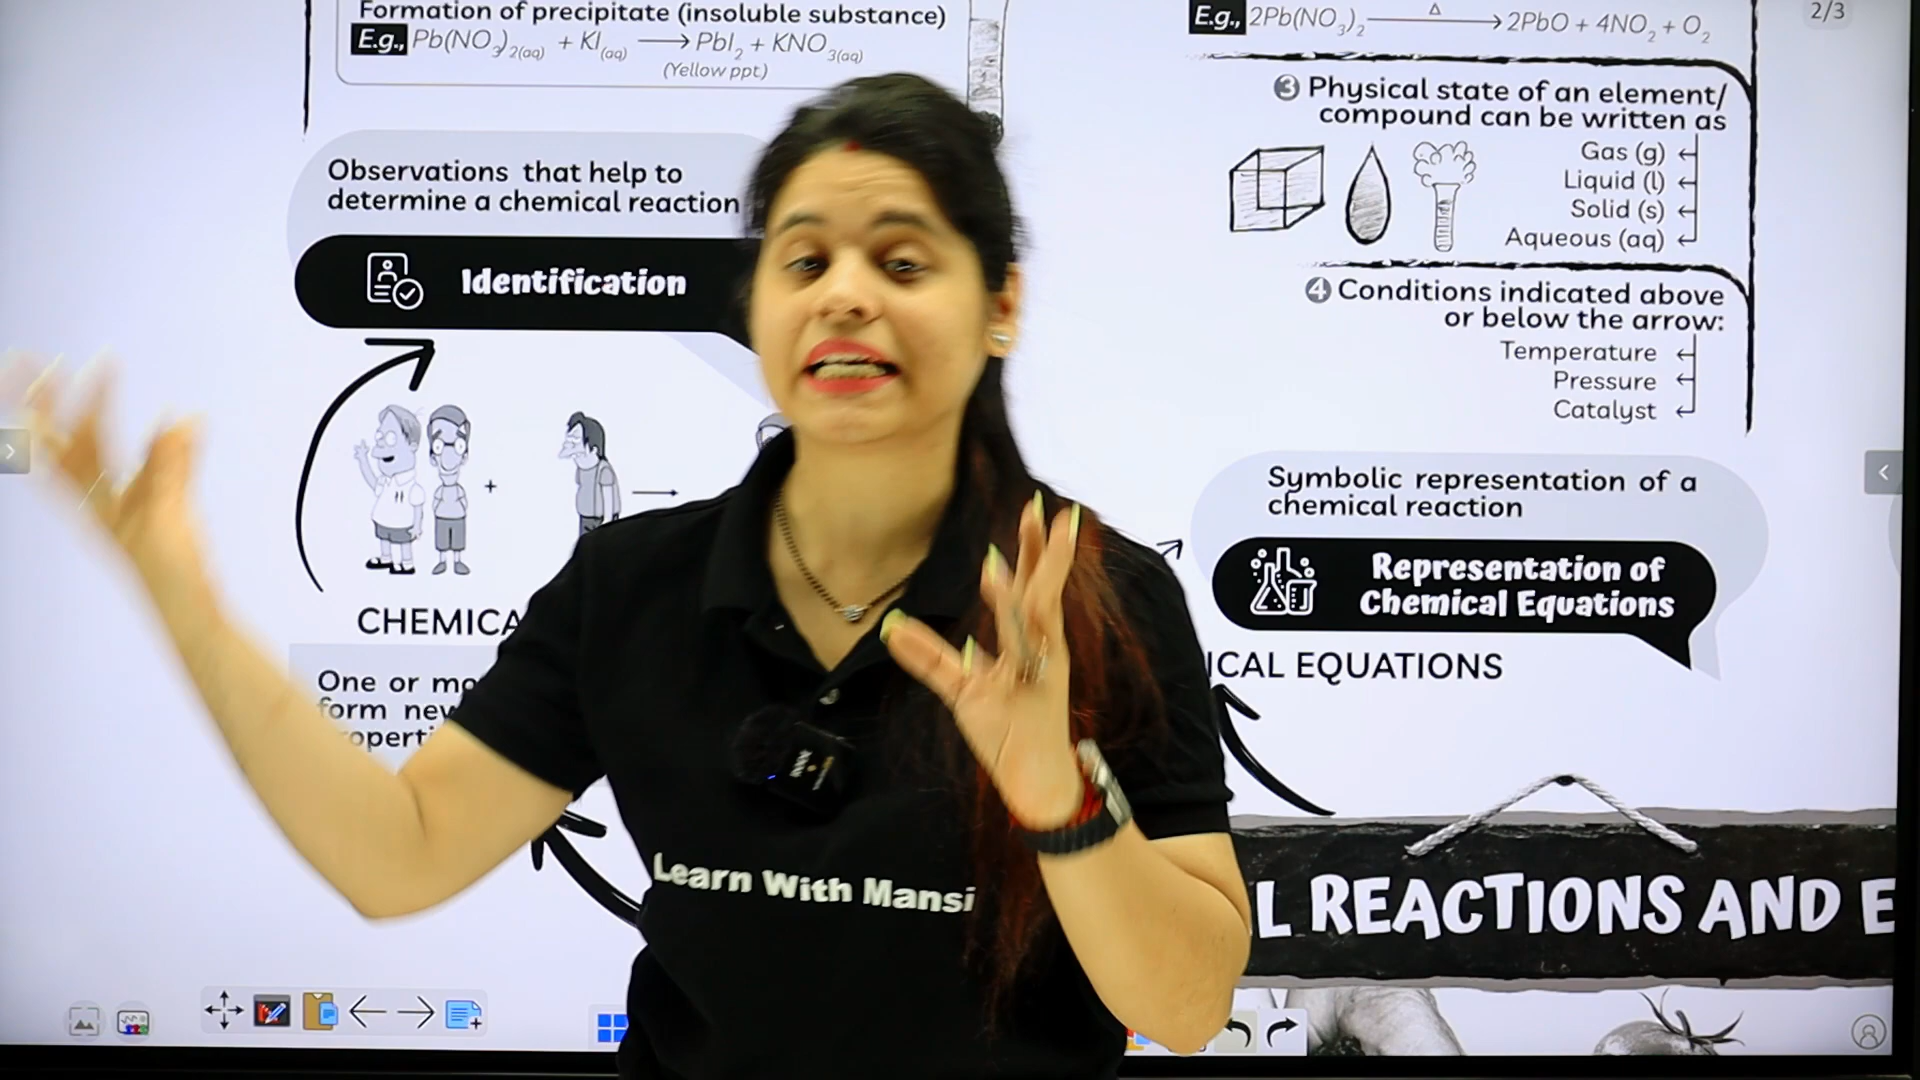 Formation of precipitate (insoluble substance)
E.g., Pb(NO3)2(aq) + KI(aq) ⟶ PbI2 + KNO3(aq)
(Yellow ppt.)
Observations that help to
determine a chemical reaction
Identification
+
CHEMICA
One or mo
form new
roperti
E.g., 2Pb(NO3)2 —Δ→ 2PbO + 4NO2 + O2
2/3
3 Physical state of an element/
compound can be written as
Gas (g)
Liquid (l)
Solid (s)
Aqueous (aq)
4 Conditions indicated above
or below the arrow:
Temperature
Pressure
Catalyst
Symbolic representation of a
chemical reaction
Representation of
Chemical Equations
ICAL EQUATIONS
L REACTIONS AND E
Learn With Mansi